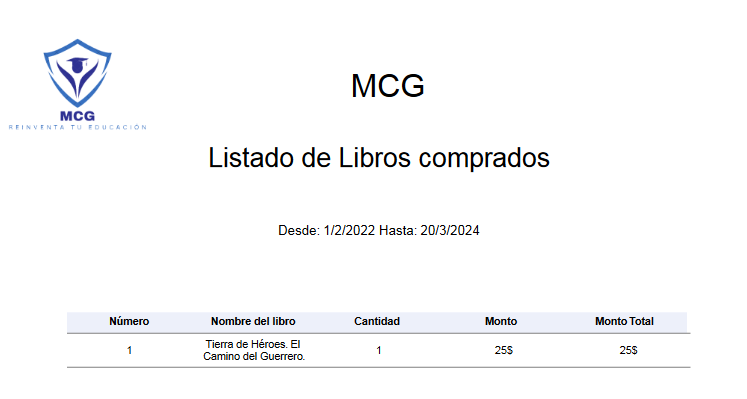 MCG
REINVENTA TU EDUCACIÓN
MCG
Listado de Libros comprados
Desde: 1/2/2022 Hasta: 20/3/2024
Número Nombre del libro Cantidad Monto Monto Total
1 Tierra de Héroes. El Camino del Guerrero. 1 25$ 25$